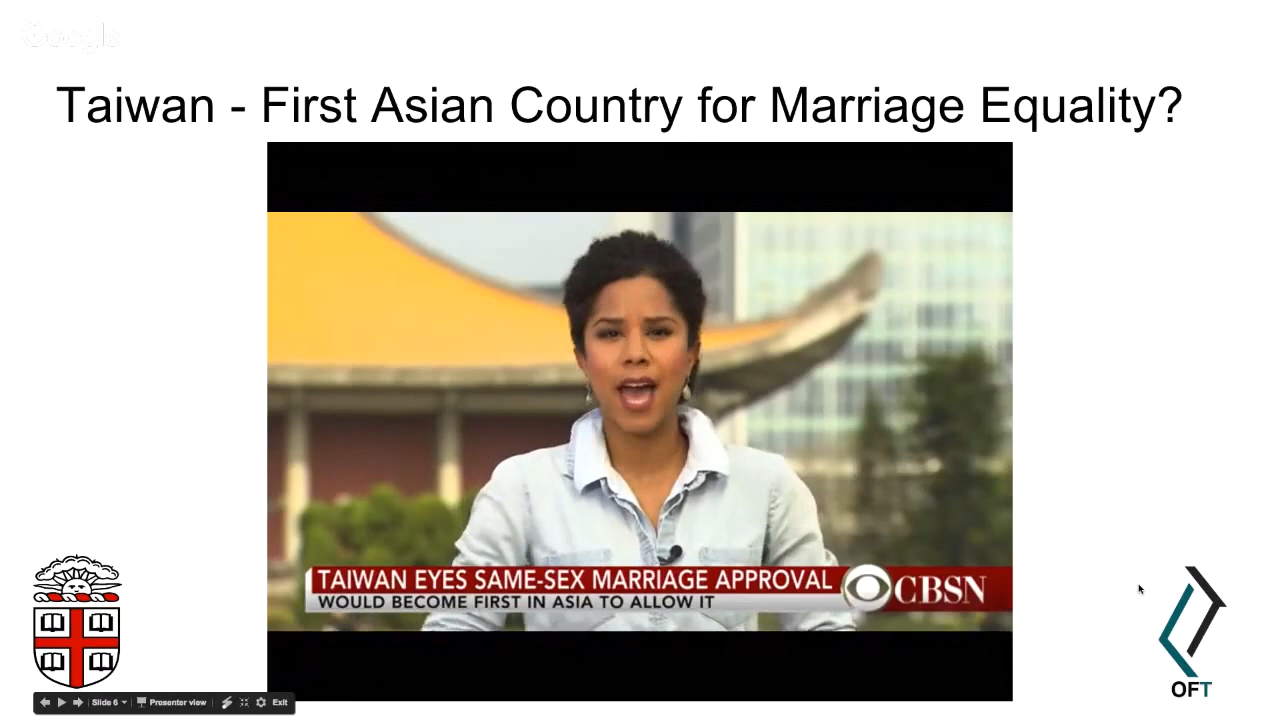 Google
Taiwan - First Asian Country for Marriage Equality?
TAIWAN EYES SAME-SEX MARRIAGE APPROVAL
WOULD BECOME FIRST IN ASIA TO ALLOW IT
CBSN
OFT
Slide 6
Presenter view
Exit